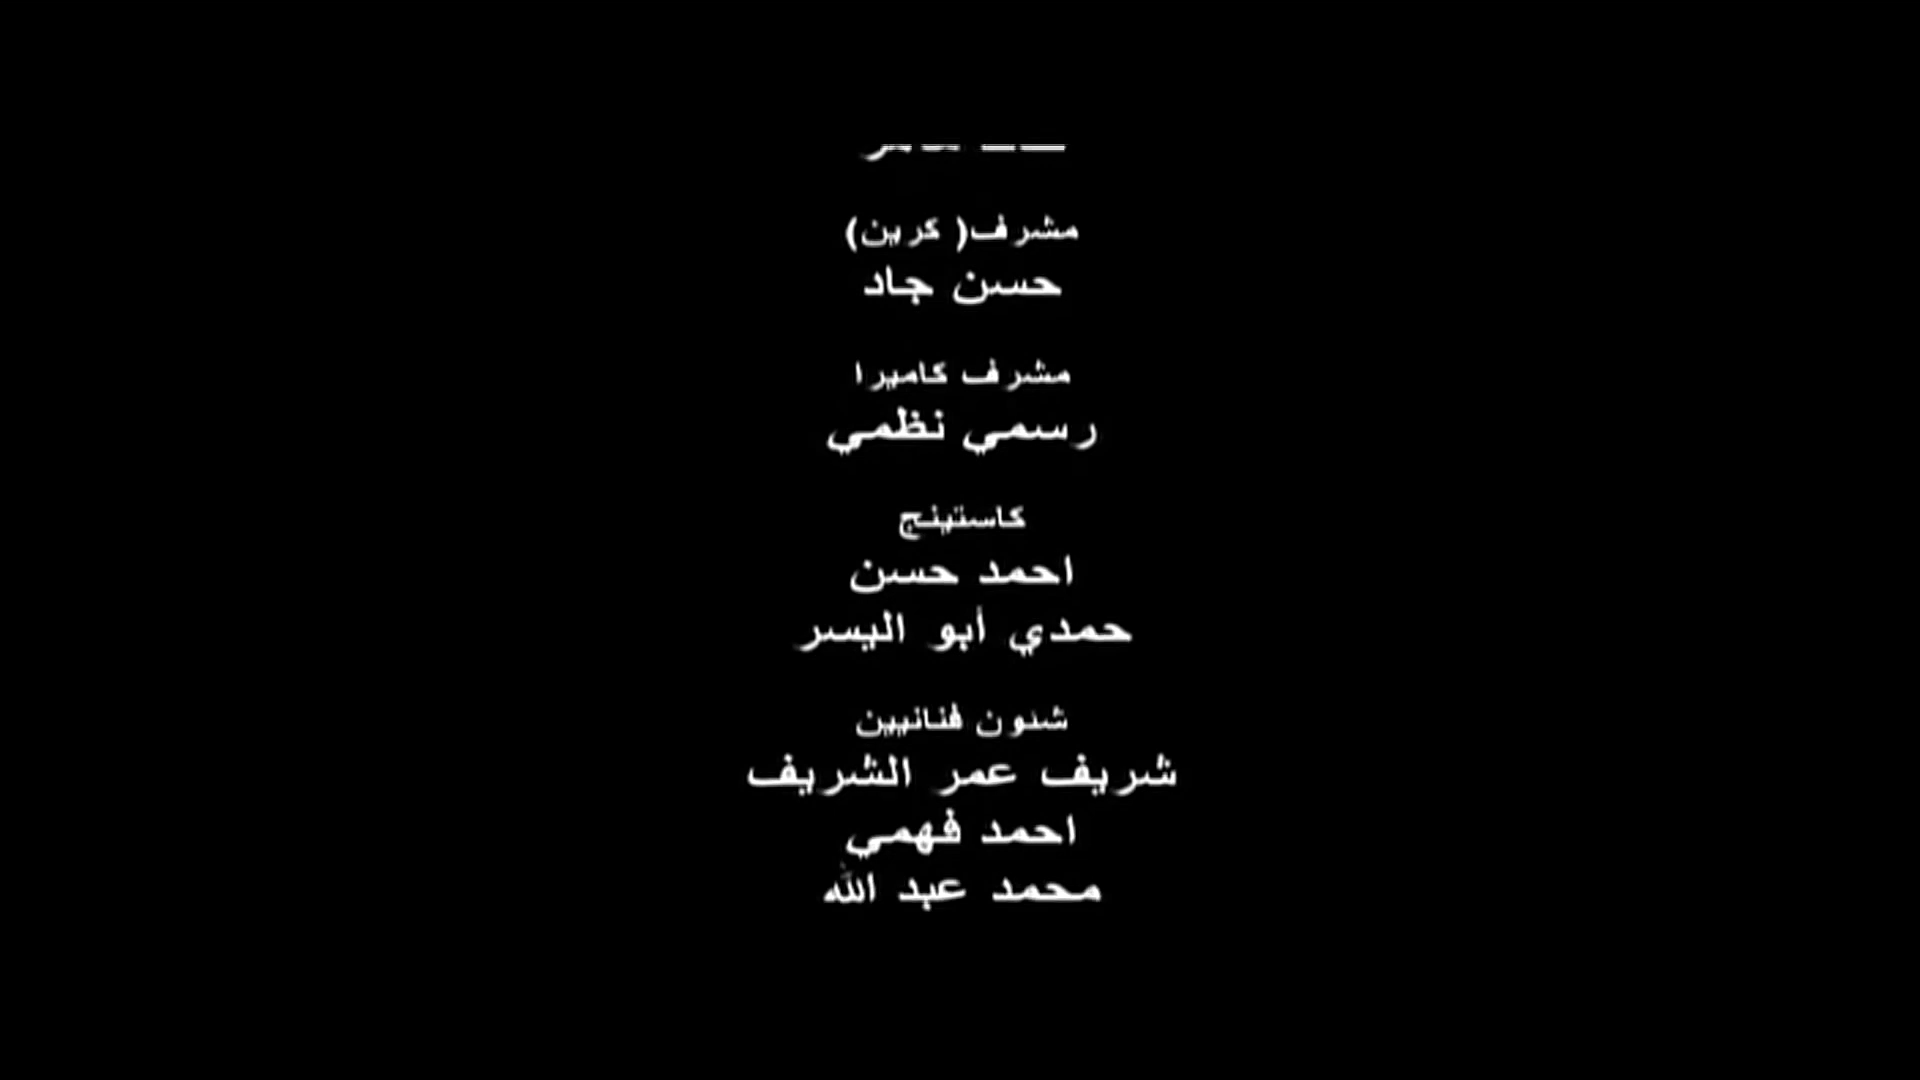 مشرف( كرين)
حسن جاد
مشرف كاميرا
رسمي نظمي
كاستينج
احمد حسن
حمدي أبو اليسر
شئون فنانيين
شريف عمر الشريف
احمد فهمي
محمد عبد الله